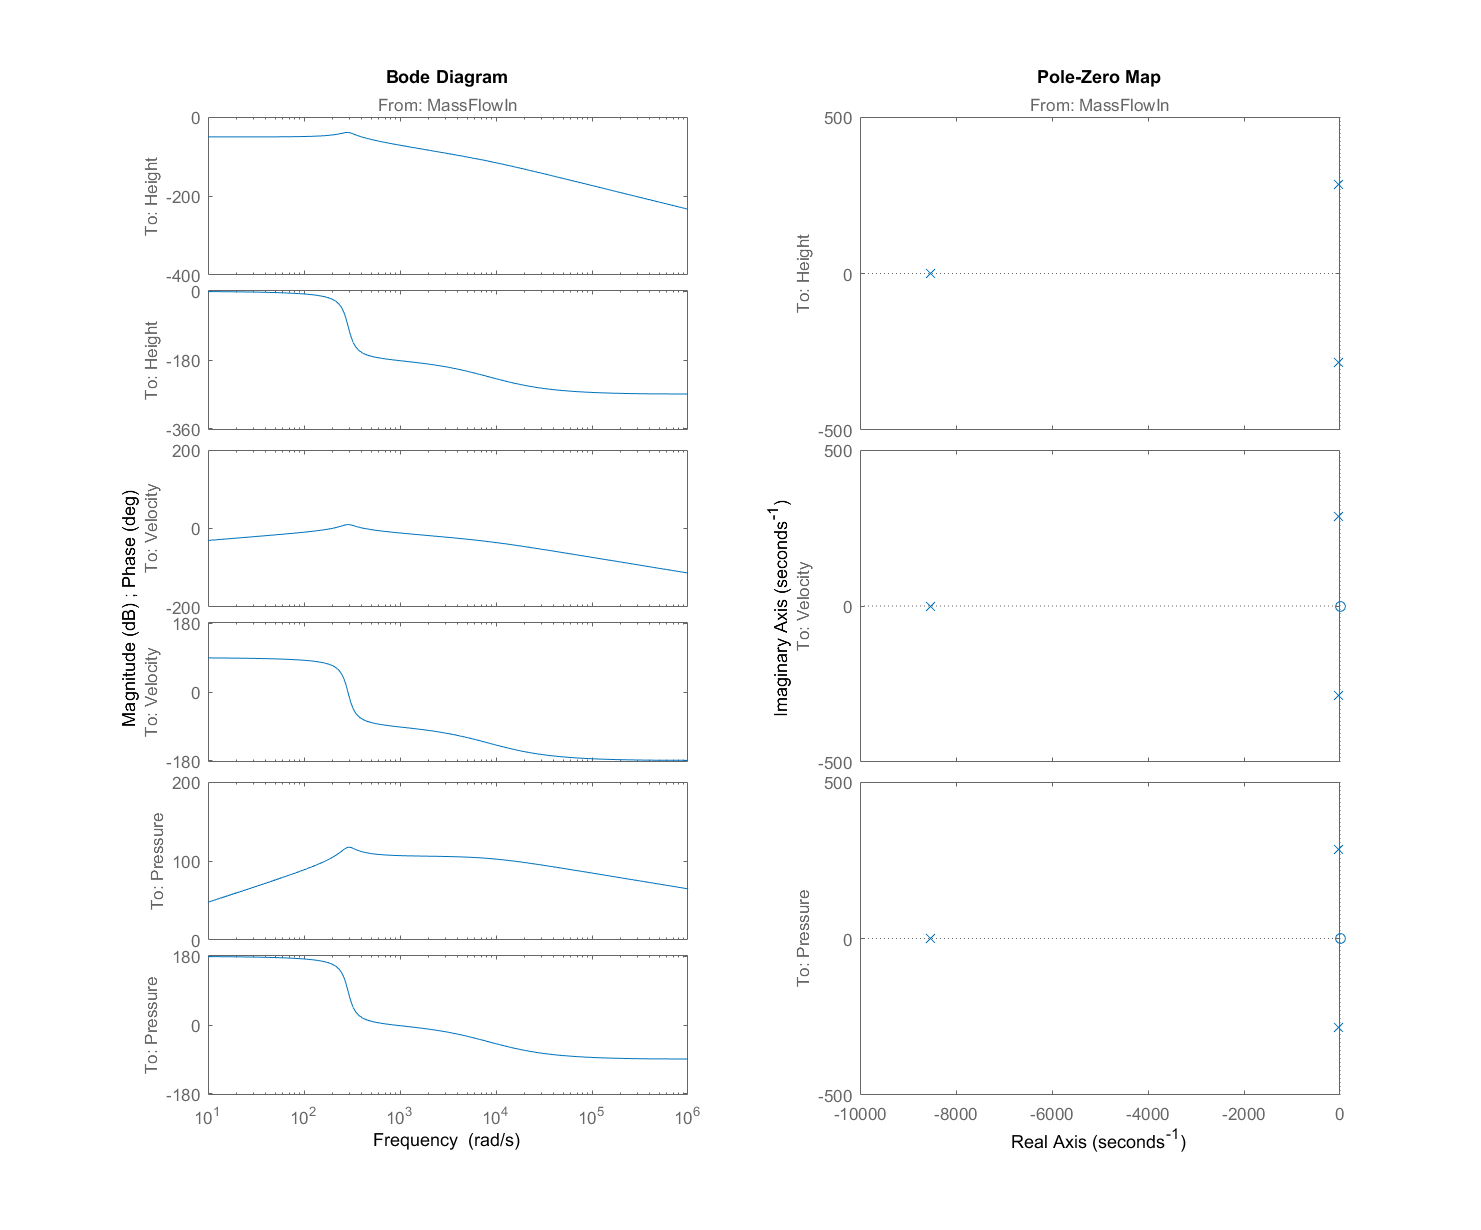 Bode Diagram
From: MassFlowIn
To: Height
0
-200
-400
To: Height
0
-180
-360
To: Velocity
200
0
-200
To: Velocity
180
0
-180
To: Pressure
200
100
0
To: Pressure
180
0
-180
10^1 10^2 10^3 10^4 10^5 10^6
Frequency (rad/s)
Magnitude (dB) ; Phase (deg)
Pole-Zero Map
From: MassFlowIn
To: Height
500
0
-500
To: Velocity
500
0
-500
To: Pressure
500
0
-500
-10000 -8000 -6000 -4000 -2000 0
Real Axis (seconds^-1)
Imaginary Axis (seconds^-1)